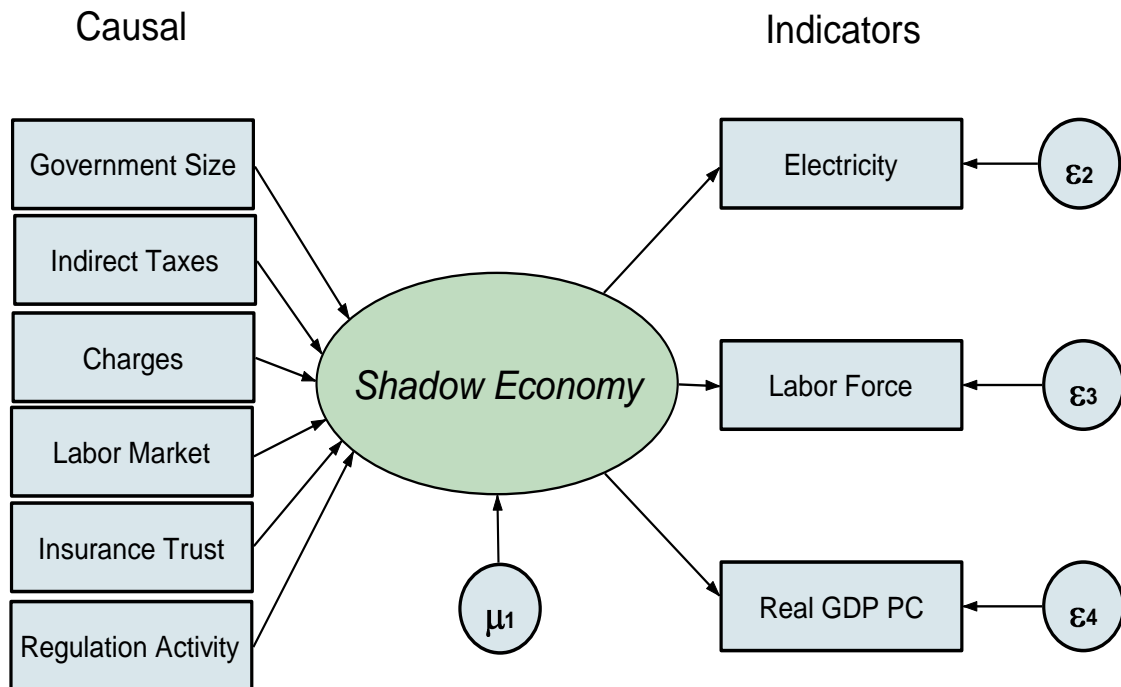 Causal
Indicators
Government Size
Indirect Taxes
Charges
Labor Market
Insurance Trust
Regulation Activity
Shadow Economy
μ1
Electricity
ε2
Labor Force
ε3
Real GDP PC
ε4